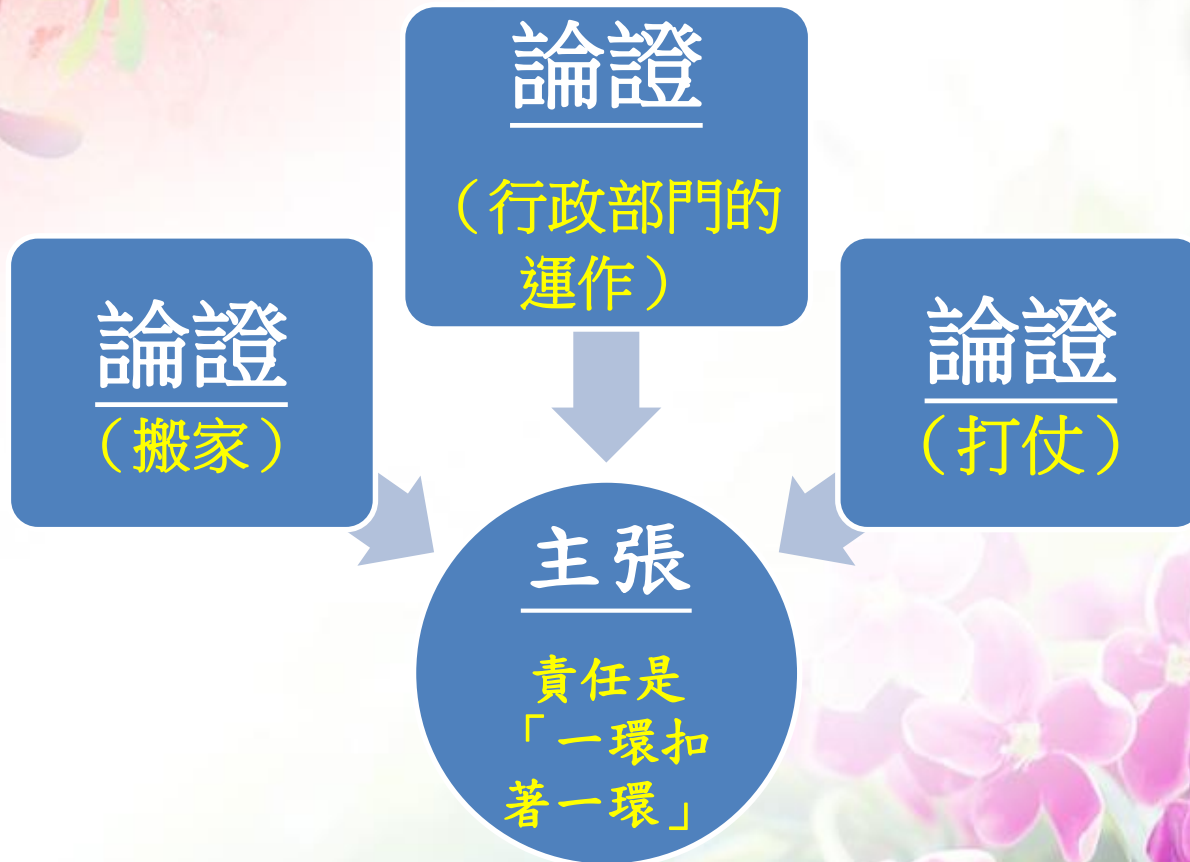 論證
（行政部門的
運作）
論證
（搬家）
論證
（打仗）
主張
責任是
「一環扣
著一環」